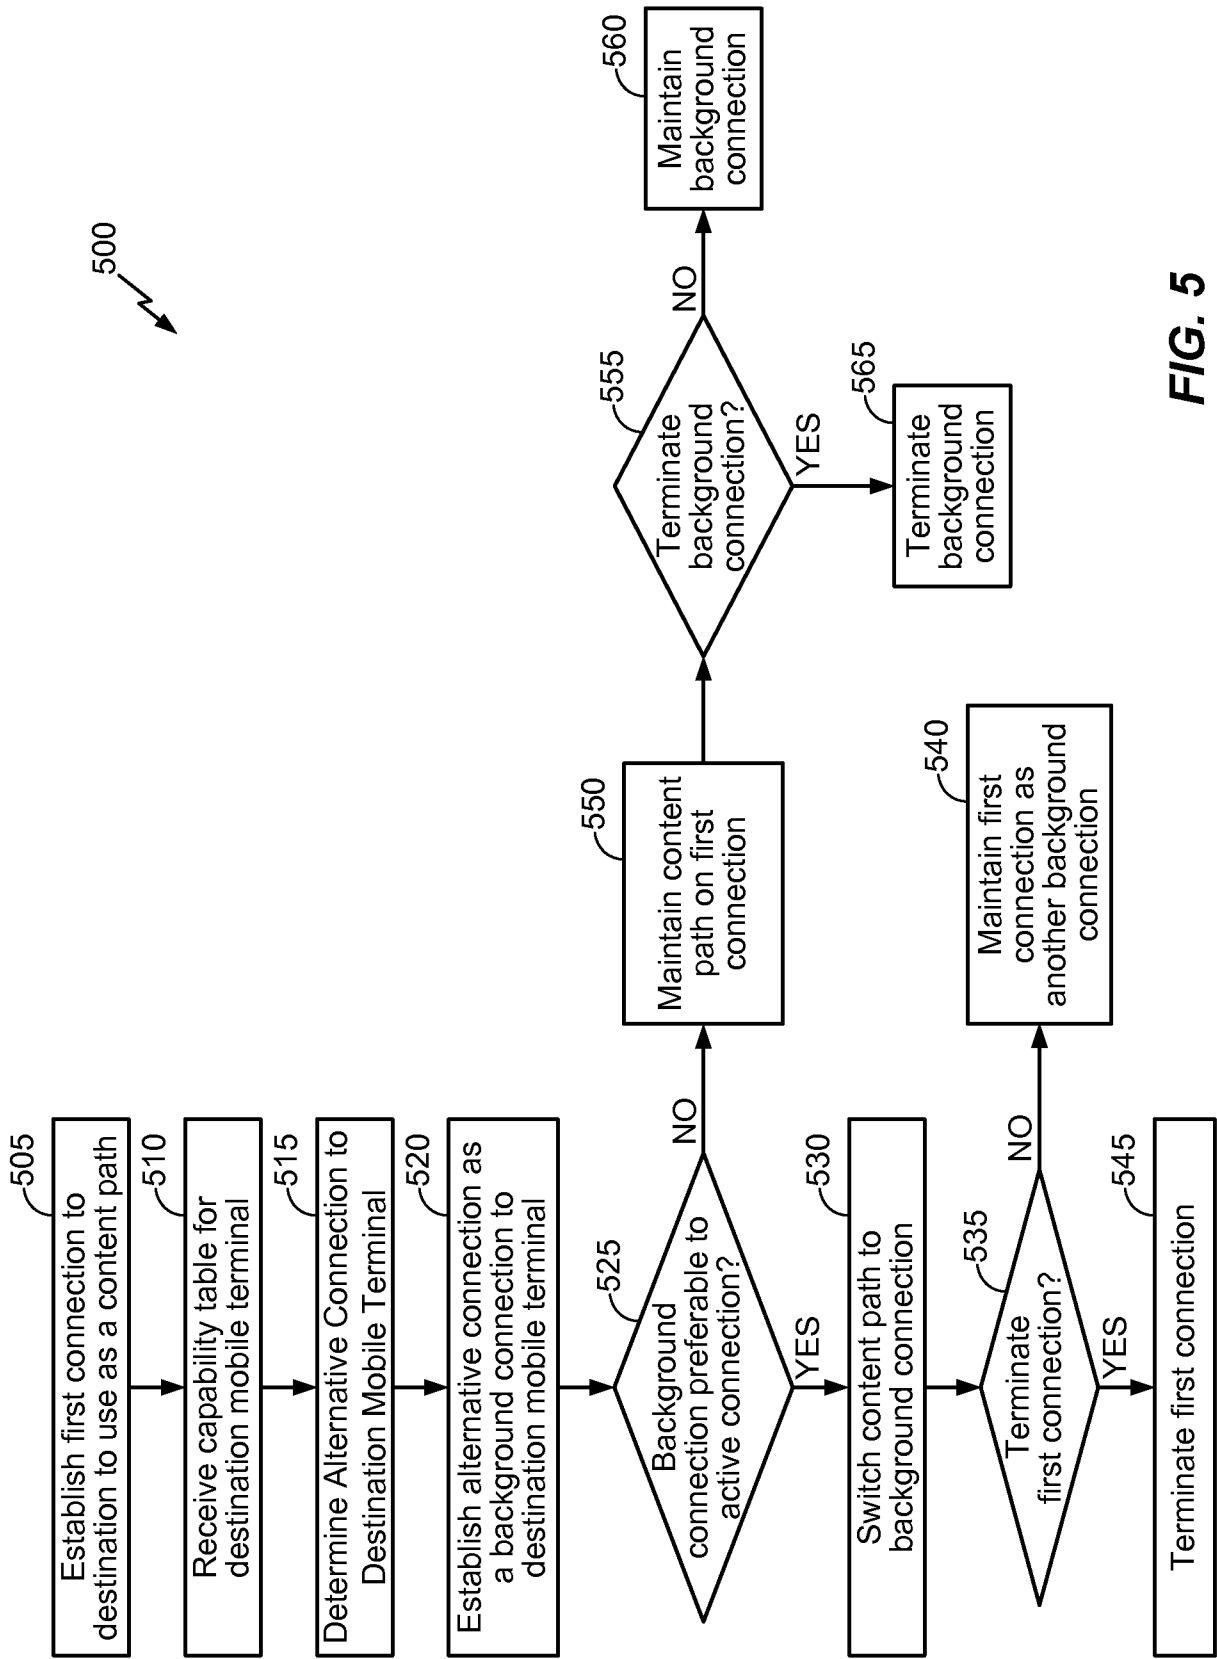 500
505
Establish first connection to
destination to use as a content path
510
Receive capability table for
destination mobile terminal
515
Determine Alternative Connection to
Destination Mobile Terminal
520
Establish alternative connection as
a background connection to
destination mobile terminal
525
Background
connection preferable to
active connection?
NO
YES
550
Maintain content
path on first
connection
555
Terminate
background
connection?
NO
YES
560
Maintain
background
connection
565
Terminate
background
connection
530
Switch content path to
background connection
535
Terminate
first connection?
NO
YES
540
Maintain first
connection as
another background
connection
545
Terminate first connection
FIG. 5